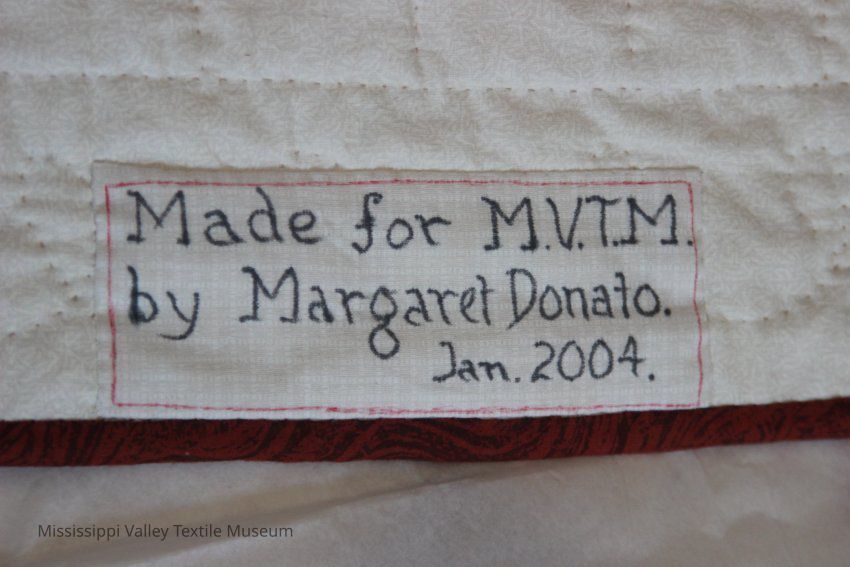 Made for M.V.T.M.
by Margaret Donato.
Jan. 2004.
Mississippi Valley Textile Museum